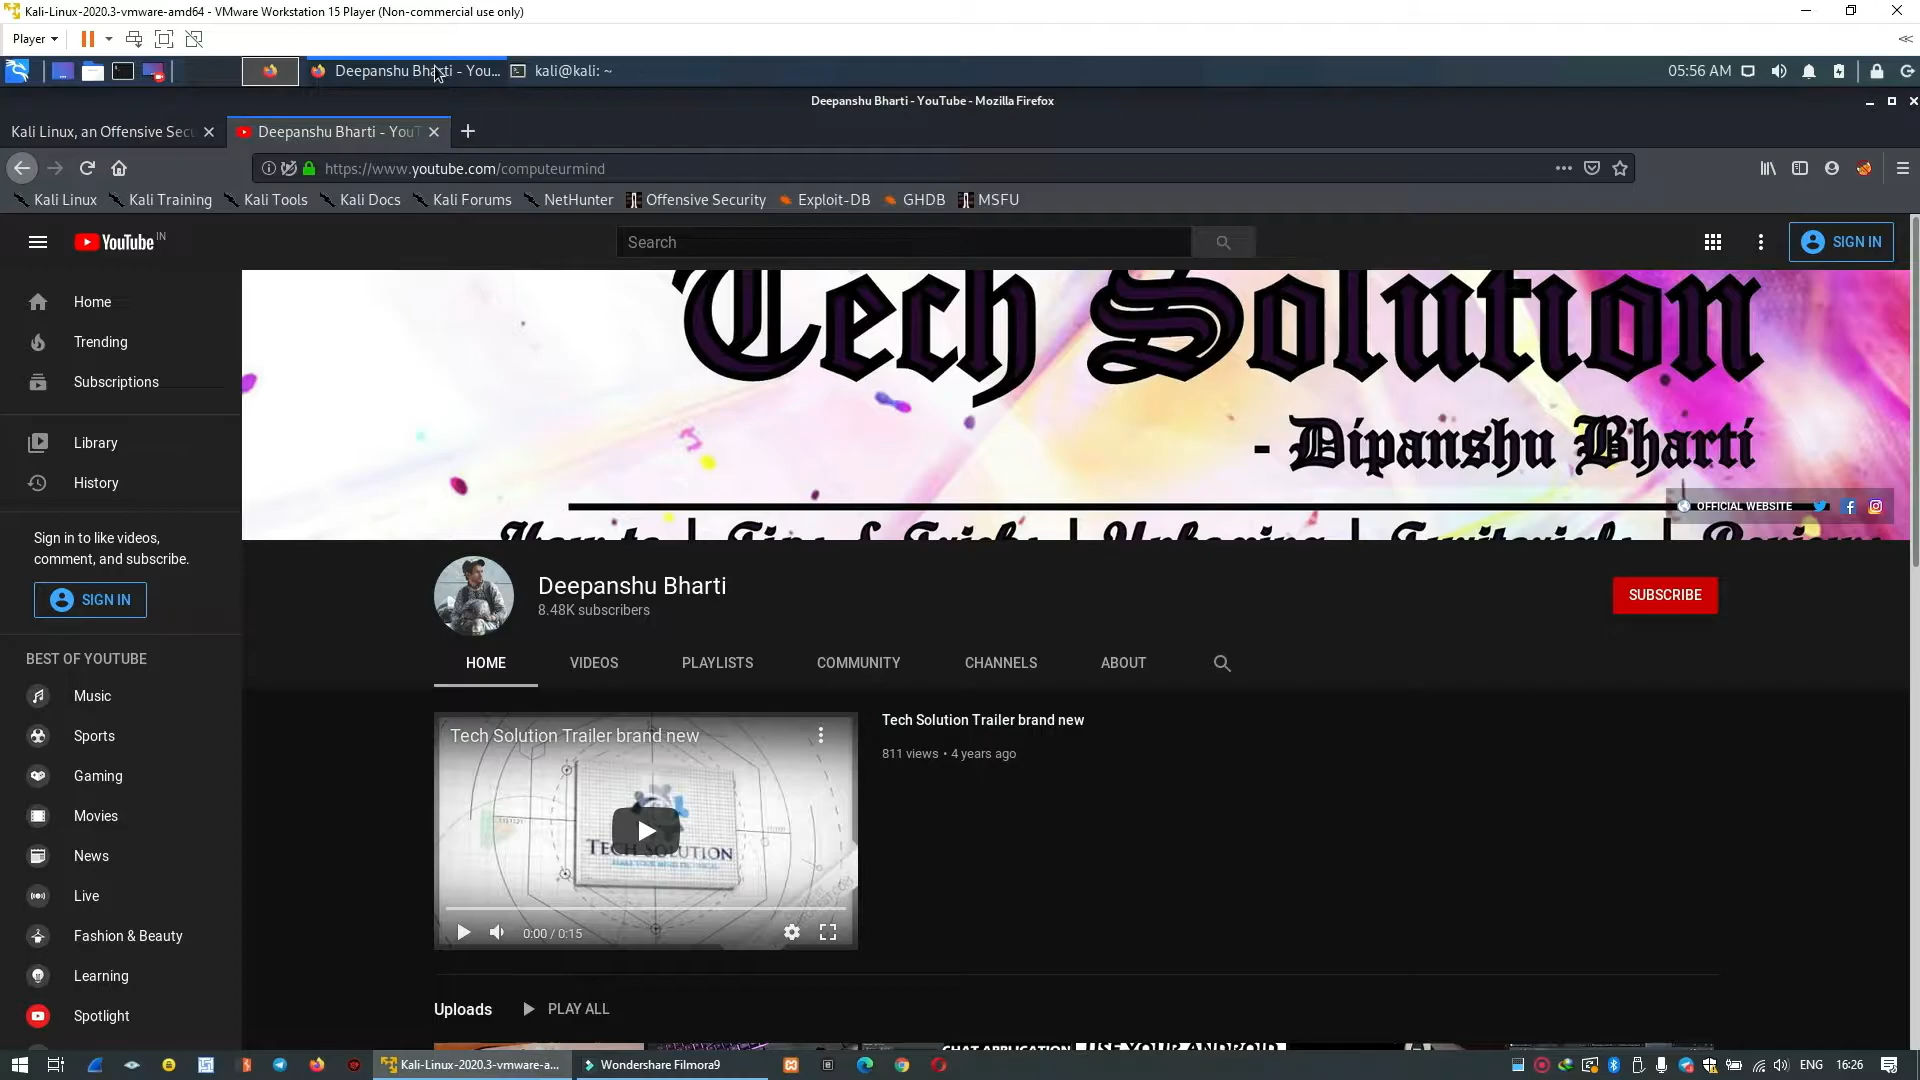 Kali-Linux-2020.3-vmware-amd64 - VMware Workstation 15 Player (Non-commercial use only)
Player
Deepanshu Bharti - You...
kali@kali: ~
05:56 AM
Deepanshu Bharti - YouTube - Mozilla Firefox
Kali Linux, an Offensive Sec
Deepanshu Bharti - YouT
https://www.youtube.com/computeurmind
Kali Linux
Kali Training
Kali Tools
Kali Docs
Kali Forums
NetHunter
Offensive Security
Exploit-DB
GHDB
MSFU
YouTube IN
Search
SIGN IN
Home
Trending
Subscriptions
Library
History
Sign in to like videos,
comment, and subscribe.
SIGN IN
BEST OF YOUTUBE
Music
Sports
Gaming
Movies
News
Live
Fashion & Beauty
Learning
Spotlight
Tech Solution
- Dipanshu Bharti
OFFICIAL WEBSITE
Deepanshu Bharti
8.48K subscribers
SUBSCRIBE
HOME
VIDEOS
PLAYLISTS
COMMUNITY
CHANNELS
ABOUT
Tech Solution Trailer brand new
TECH SOLUTION
0:00 / 0:15
Tech Solution Trailer brand new
811 views • 4 years ago
Uploads
PLAY ALL
CHAT APPLICATION
USE YOUR ANDROID
Kali-Linux-2020.3-vmware-a...
Wondershare Filmora9
ENG
16:26